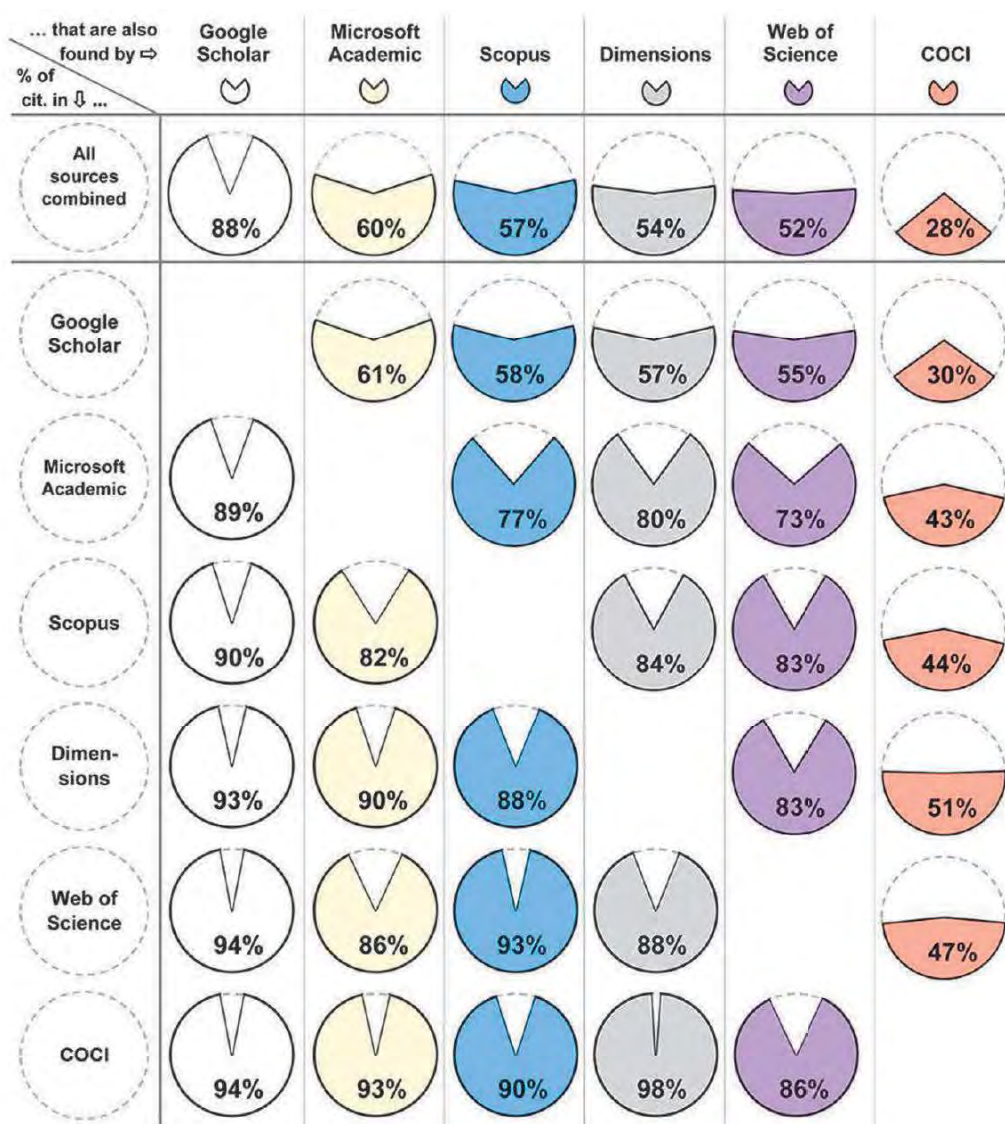 ... that are also
found by ⇨
% of
cit. in ⇩ ...
Google
Scholar
Microsoft
Academic
Scopus
Dimensions
Web of
Science
COCI
All
sources
combined
88%
60%
57%
54%
52%
28%
Google
Scholar
61%
58%
57%
55%
30%
Microsoft
Academic
89%
77%
80%
73%
43%
Scopus
90%
82%
84%
83%
44%
Dimen-
sions
93%
90%
88%
83%
51%
Web of
Science
94%
86%
93%
88%
47%
COCI
94%
93%
90%
98%
86%